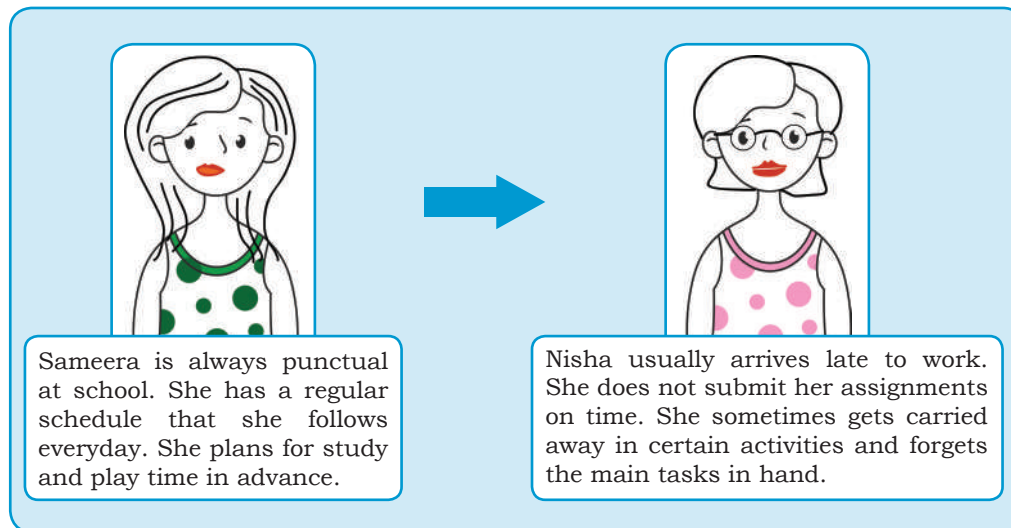 Sameera is always punctual
at school. She has a regular
schedule that she follows
everyday. She plans for study
and play time in advance.
Nisha usually arrives late to work.
She does not submit her assignments
on time. She sometimes gets carried
away in certain activities and forgets
the main tasks in hand.